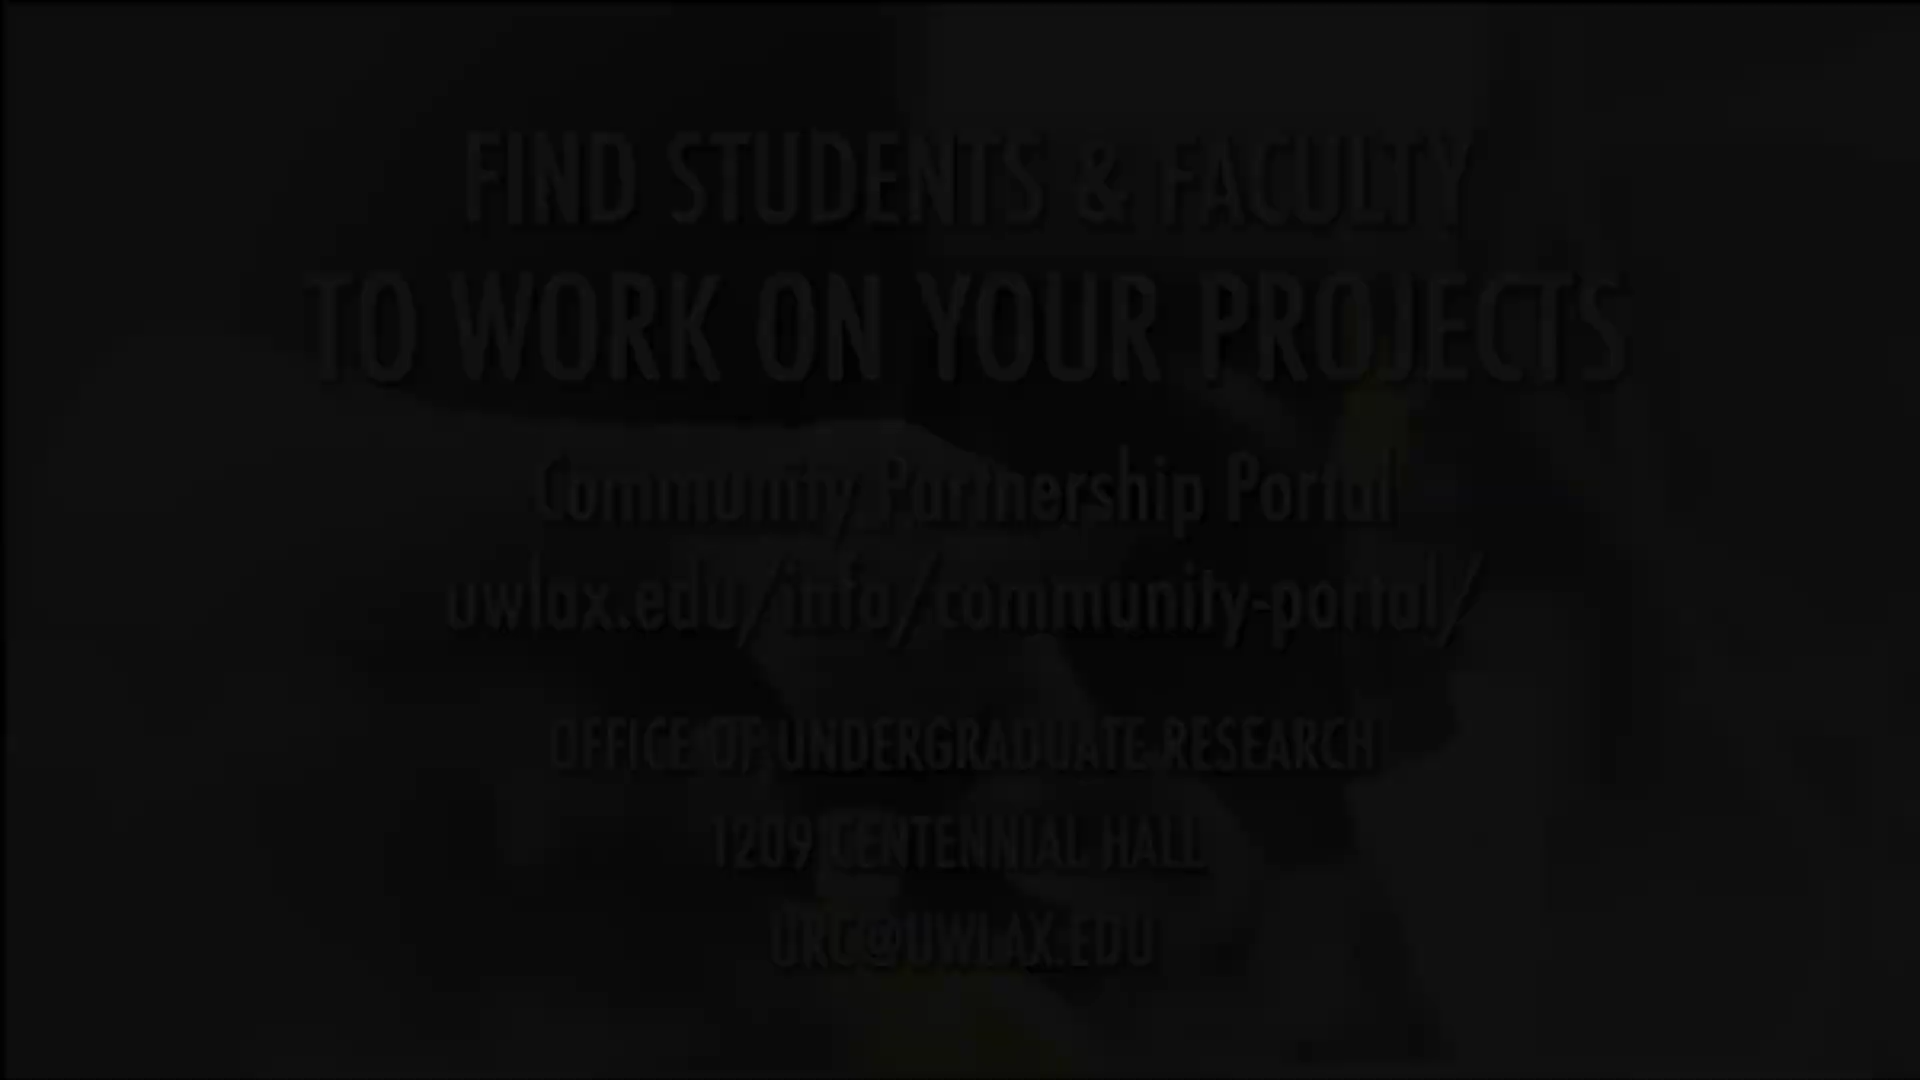 FIND STUDENTS & FACULTY
TO WORK ON YOUR PROJECTS
Community Partnership Portal
uwlax.edu/info/community-portal/
OFFICE OF UNDERGRADUATE RESEARCH
1209 CENTENNIAL HALL
URC@UWLAX.EDU